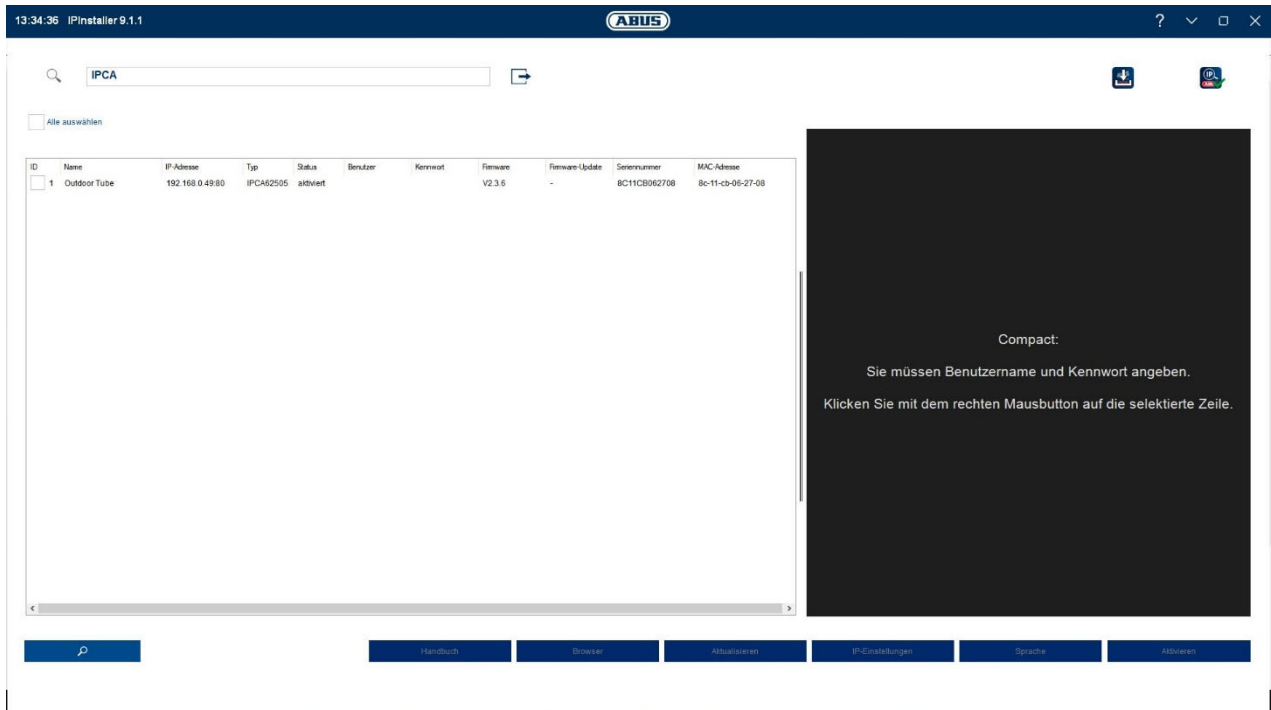 13:34:36 IPInstaller 9.1.1
ABUS
?
IPCA
Alle auswählen
ID Name IP-Adresse Typ Status Benutzer Kennwort Firmware Firmware-Update Seriennummer MAC-Adresse
1 Outdoor Tube 192.168.0.49:80 IPCA62505 aktiviert V2.3.6 - 8C11CB062708 8c-11-cb-06-27-08
Compact:
Sie müssen Benutzername und Kennwort angeben.
Klicken Sie mit dem rechten Mausbutton auf die selektierte Zeile.
Handbuch Browser Aktualisieren IP-Einstellungen Sprache Aktivieren